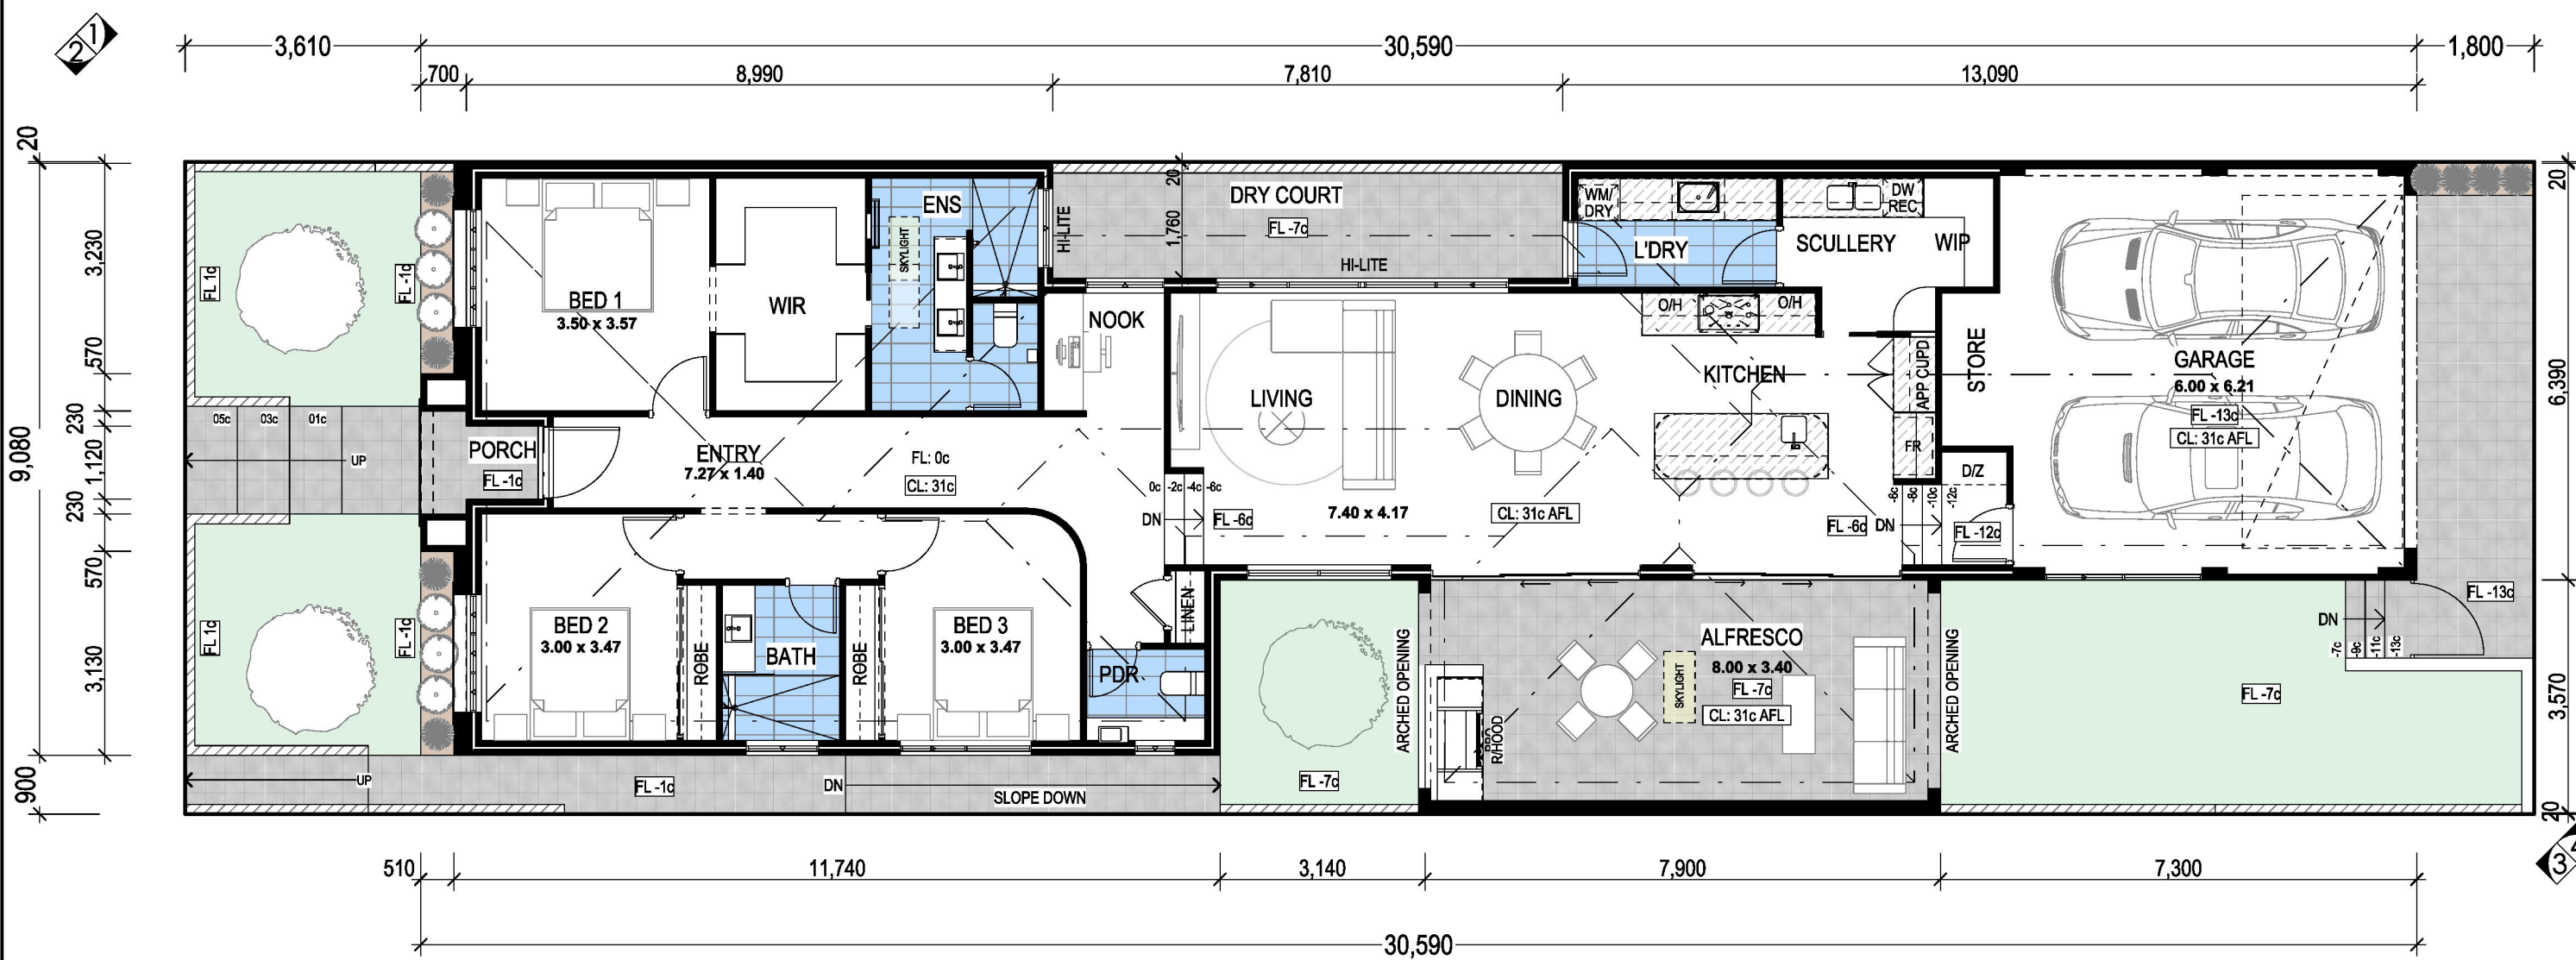 2 1
3,610
30,590
1,800
700
8,990
7,810
13,090
20
3,230
570
230
1,120
230
570
3,130
9,080
900
20
6,390
3,570
20
FL 1c
FL -1c
BED 1
3.50 x 3.57
WIR
ENS
SKYLIGHT
HI-LITE
20
1,760
DRY COURT
FL -7c
HI-LITE
WM/
DRY
L'DRY
DW
REC
SCULLERY
WIP
NOOK
O/H
O/H
LIVING
DINING
KITCHEN
APP CUPD
FR
STORE
GARAGE
6.00 x 6.21
FL -13c
CL: 31c AFL
05c
03c
01c
UP
PORCH
FL -1c
ENTRY
7.27 x 1.40
FL: 0c
CL: 31c
0c
-2c
-4c
-6c
DN
FL -6c
7.40 x 4.17
CL: 31c AFL
FL -6c
DN
-6c
-8c
-10c
-12c
D/Z
FL -12c
FL 1c
FL -1c
BED 2
3.00 x 3.47
ROBE
BATH
ROBE
BED 3
3.00 x 3.47
LINEN
PDR
ARCHED OPENING
R/HOOD
ALFRESCO
8.00 x 3.40
SKYLIGHT
FL -7c
CL: 31c AFL
ARCHED OPENING
FL -7c
DN
-7c
-9c
-11c
-13c
FL -13c
FL -7c
UP
FL -1c
DN
SLOPE DOWN
3
510
11,740
3,140
7,900
7,300
30,590